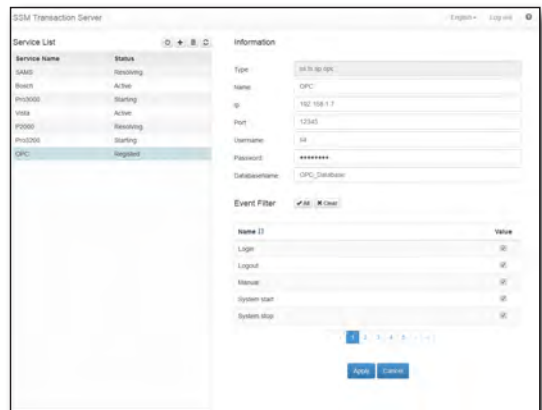 SSM Transaction Server
English
Log out
Service List
Service Name Status
SAMS Resolving
Bosch Active
Pro3000 Starting
Vista Active
P2000 Resolving
Pro3200 Starting
OPC Registerd
Information
Type
Name OPC
Ip 192.168.1.7
Port 12345
Username sa
Password ********
DatabaseName OPC_Database
Event Filter All Clear
Name Value
Login
Logout
Manual
System start
System stop
1 2 3 4 5
Apply Cancel